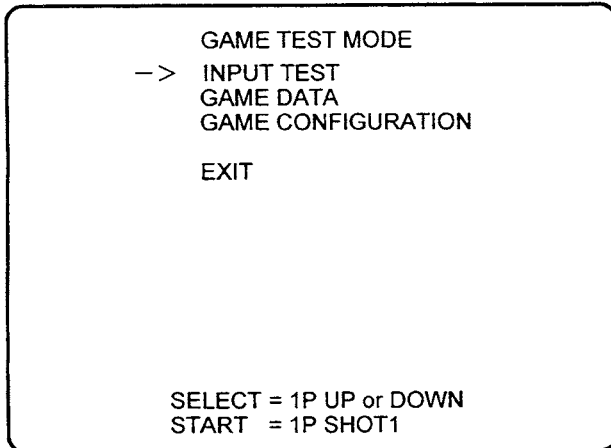 GAME TEST MODE
-> INPUT TEST
GAME DATA
GAME CONFIGURATION
EXIT
SELECT = 1P UP or DOWN
START = 1P SHOT1